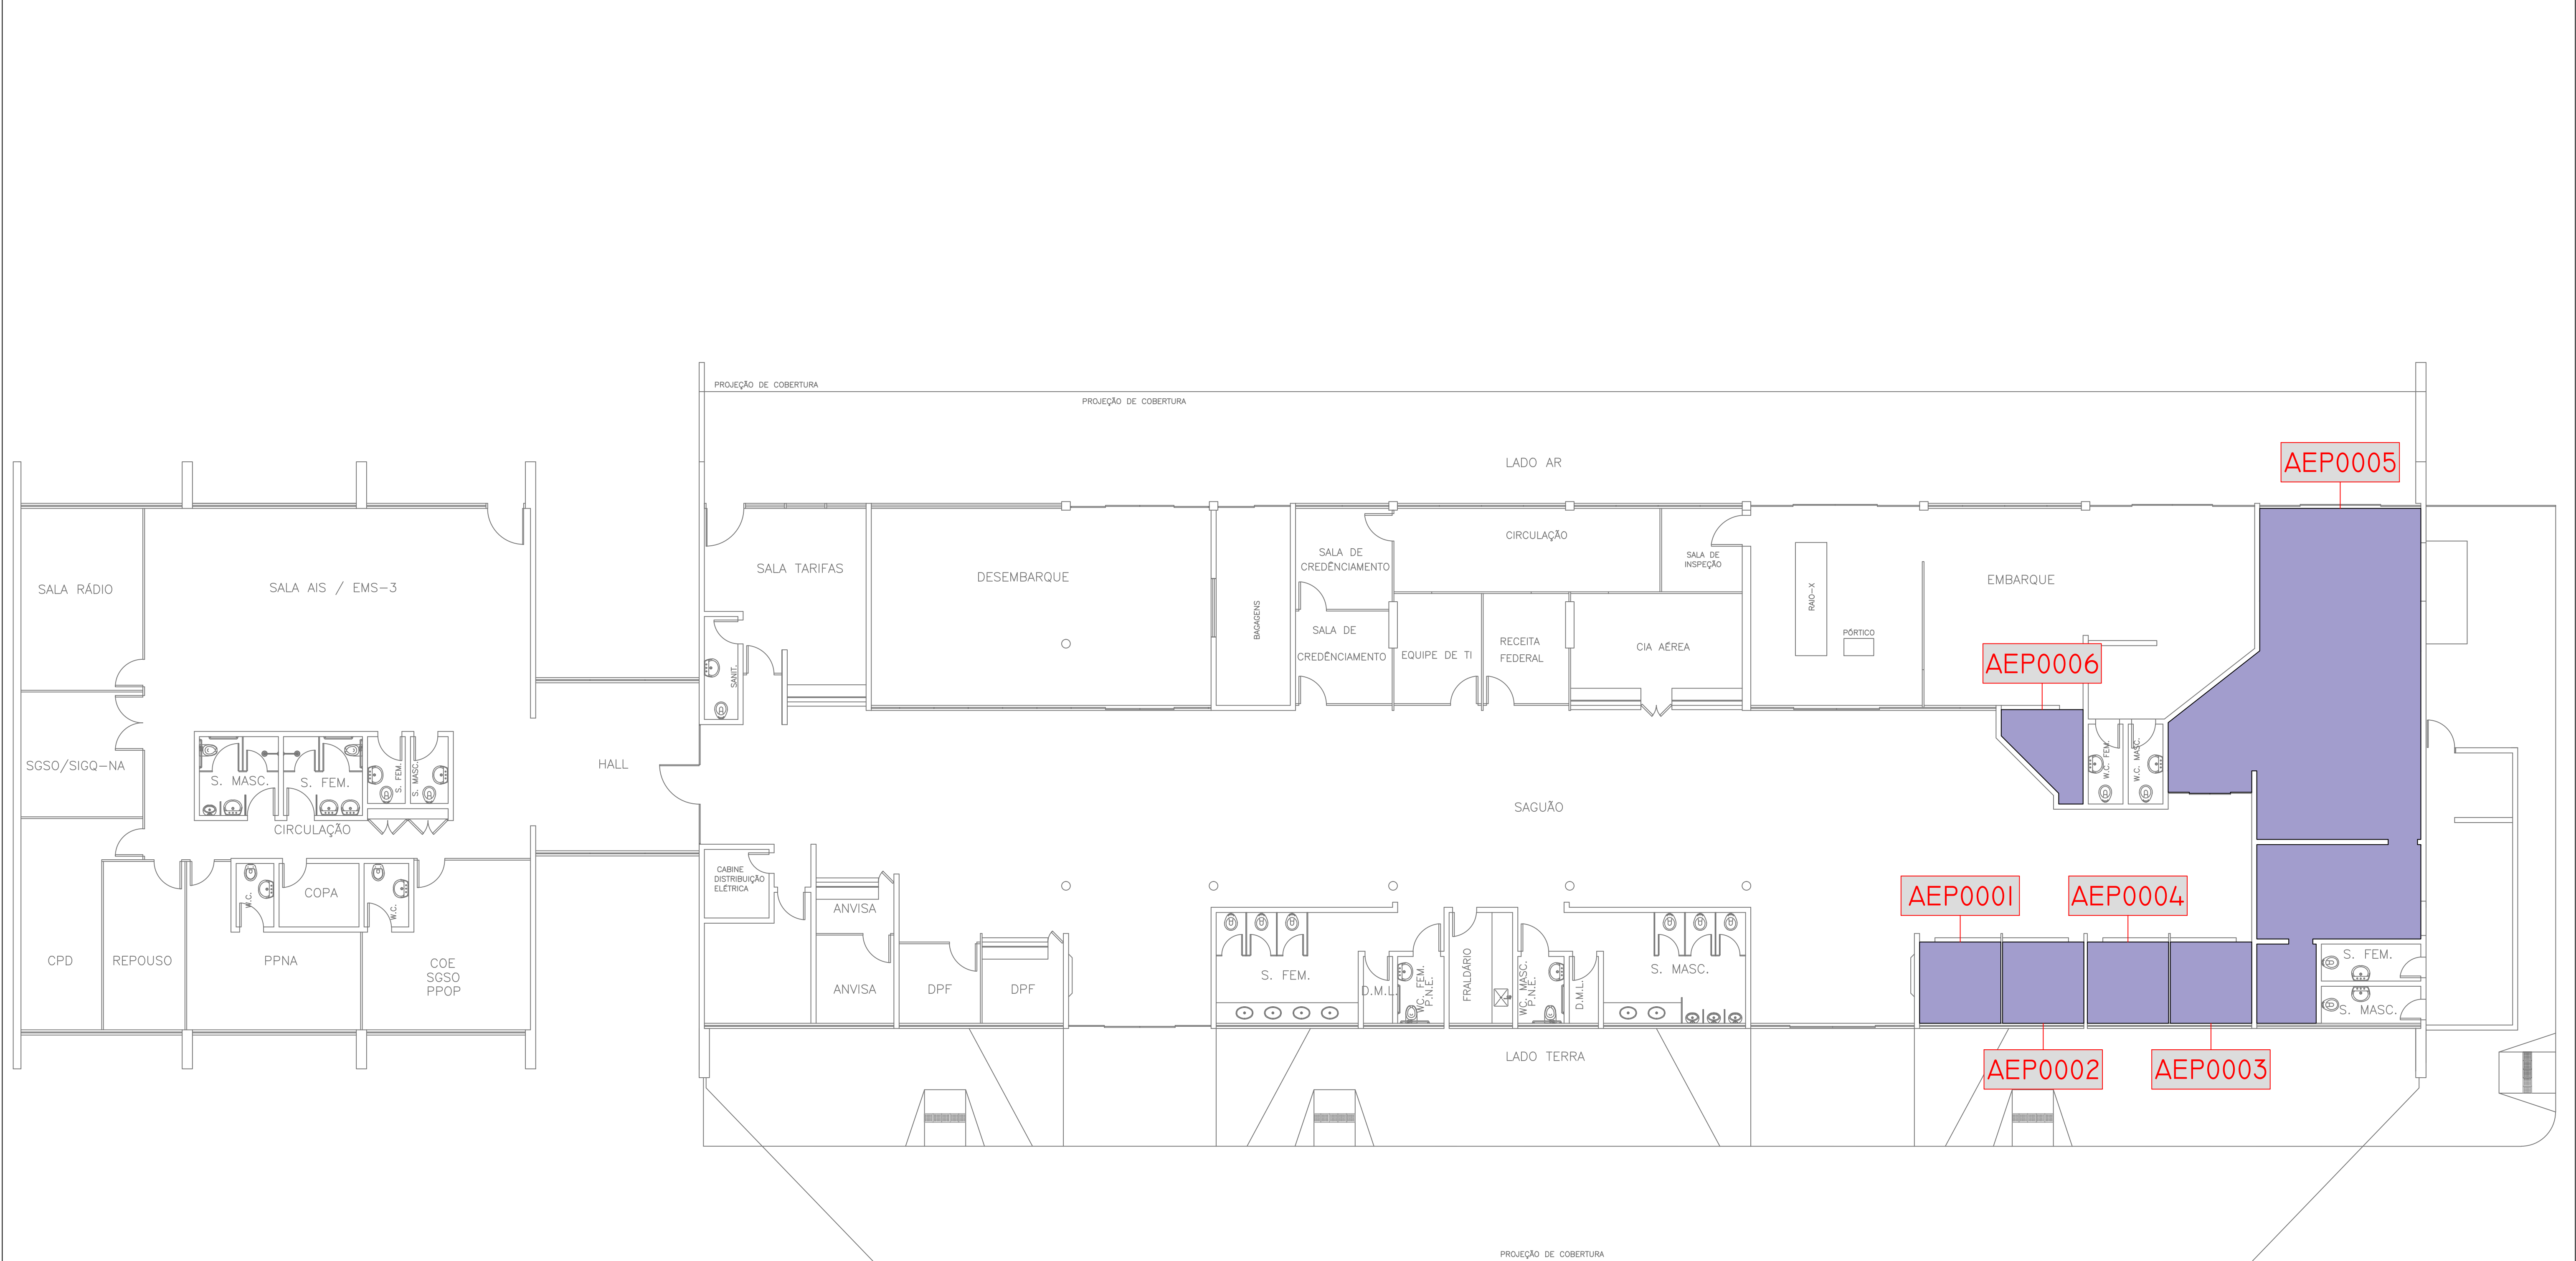 PROJEÇÃO DE COBERTURA
PROJEÇÃO DE COBERTURA
LADO AR
AEP0005
SALA RÁDIO
SALA AIS / EMS-3
SALA TARIFAS
DESEMBARQUE
BAGAGENS
SALA DE
CREDÊNCIAMENTO
CIRCULAÇÃO
SALA DE
INSPEÇÃO
RAIO-X
PÓRTICO
EMBARQUE
SANIT.
SALA DE
CREDÊNCIAMENTO
EQUIPE DE TI
RECEITA
FEDERAL
CIA AÉREA
AEP0006
SGSO/SIGQ-NA
S. MASC.
S. FEM.
S. FEM.
S. MASC.
HALL
W.C. FEM.
W.C. MASC.
CIRCULAÇÃO
SAGUÃO
W.C.
COPA
W.C.
CABINE
DISTRIBUIÇÃO
ELÉTRICA
ANVISA
AEP0001
AEP0004
CPD
REPOUSO
PPNA
COE
SGSO
PPOP
ANVISA
DPF
DPF
S. FEM.
D.M.L.
WC. FEM.
P.N.E.
FRALDÁRIO
WC. MASC.
P.N.E.
D.M.L.
S. MASC.
S. FEM.
S. MASC.
LADO TERRA
AEP0002
AEP0003
PROJEÇÃO DE COBERTURA